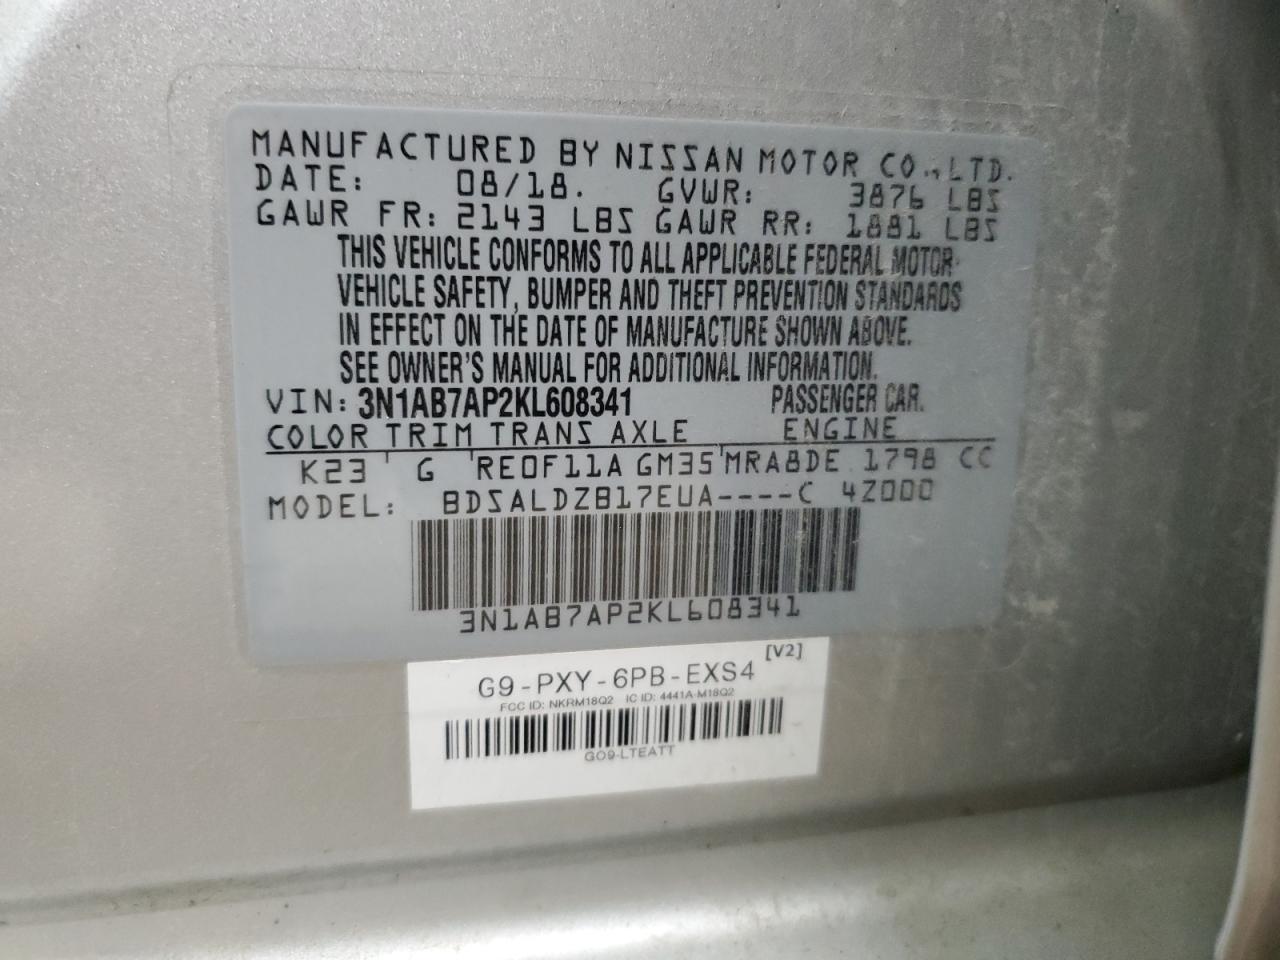 MANUFACTURED BY NISSAN MOTOR CO., LTD.
DATE: 08/18. GVWR: 3876 LBS
GAWR FR: 2143 LBS GAWR RR: 1881 LBS
THIS VEHICLE CONFORMS TO ALL APPLICABLE FEDERAL MOTOR
VEHICLE SAFETY, BUMPER AND THEFT PREVENTION STANDARDS
IN EFFECT ON THE DATE OF MANUFACTURE SHOWN ABOVE.
SEE OWNER'S MANUAL FOR ADDITIONAL INFORMATION.
VIN: 3N1AB7AP2KL608341 PASSENGER CAR.
COLOR TRIM TRANS AXLE ENGINE
K23 G RE0F11A GM35 MRA8DE 1798 CC
MODEL: BDSALDZB17EUA----C 4Z000
3N1AB7AP2KL608341
[V2]
G9-PXY-6PB-EXS4
FCC ID: NKRM18Q2 IC ID: 4441A-M18Q2
GO9-LTEATT